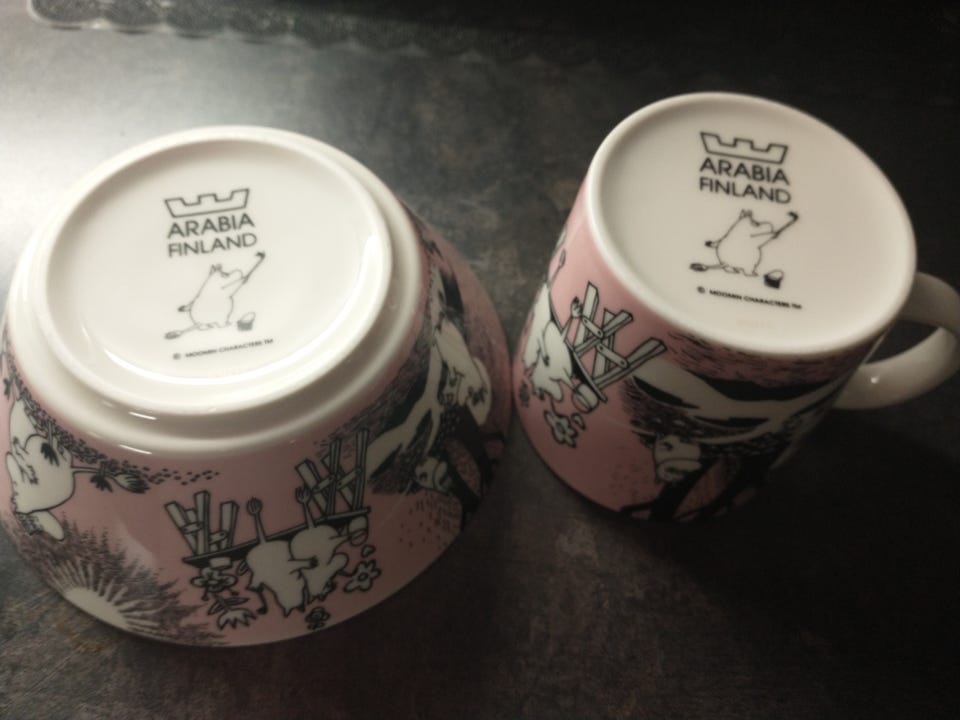 ARABIA
FINLAND
© MOOMIN CHARACTERS™
ARABIA
FINLAND
© MOOMIN CHARACTERS™